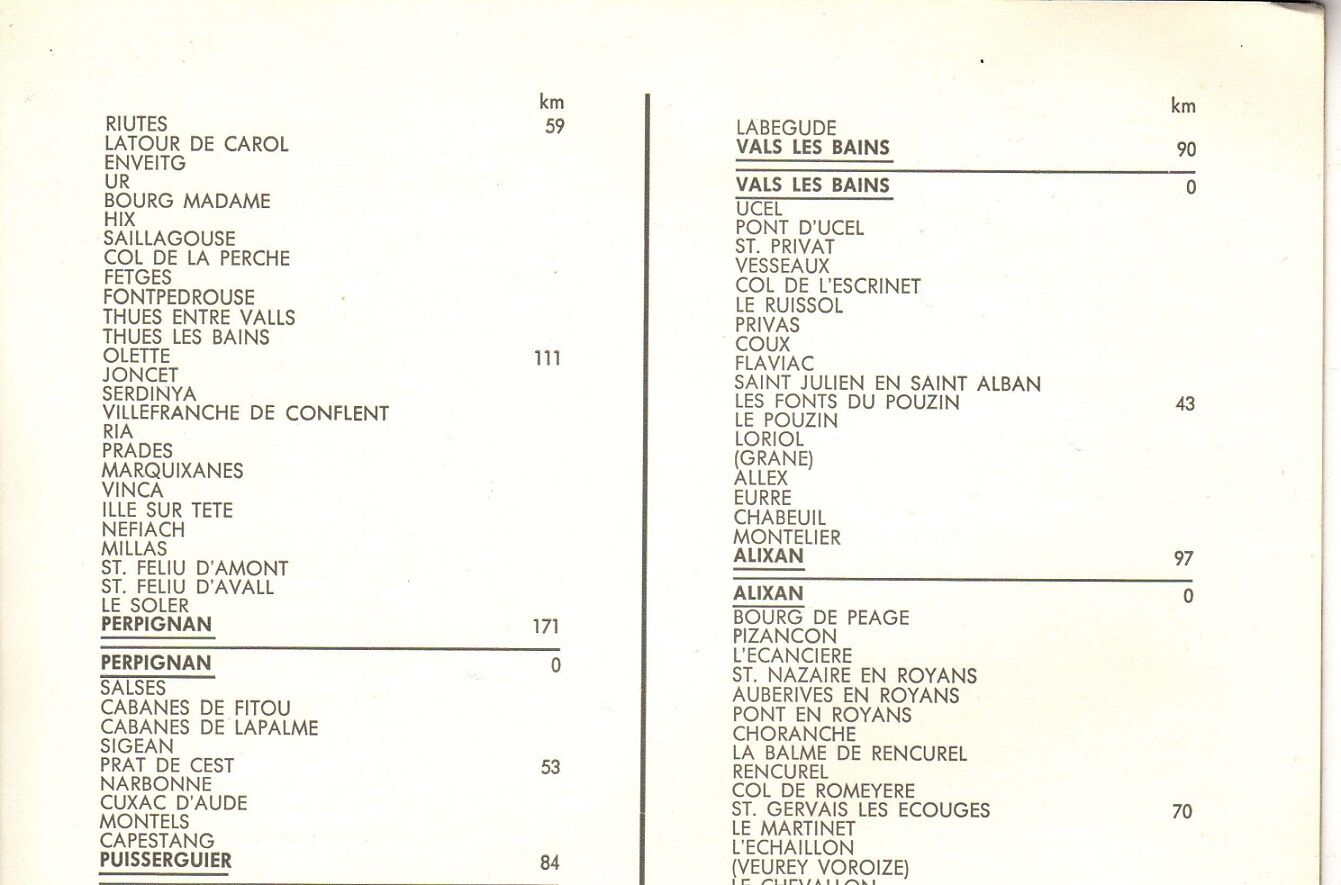 km
RIUTES 59
LATOUR DE CAROL
ENVEITG
UR
BOURG MADAME
HIX
SAILLAGOUSE
COL DE LA PERCHE
FETGES
FONTPEDROUSE
THUES ENTRE VALLS
THUES LES BAINS
OLETTE 111
JONCET
SERDINYA
VILLEFRANCHE DE CONFLENT
RIA
PRADES
MARQUIXANES
VINCA
ILLE SUR TETE
NEFIACH
MILLAS
ST. FELIU D'AMONT
ST. FELIU D'AVALL
LE SOLER
PERPIGNAN 171
PERPIGNAN 0
SALSES
CABANES DE FITOU
CABANES DE LAPALME
SIGEAN
PRAT DE CEST 53
NARBONNE
CUXAC D'AUDE
MONTELS
CAPESTANG
PUISSERGUIER 84
km
LABEGUDE
VALS LES BAINS 90
VALS LES BAINS 0
UCEL
PONT D'UCEL
ST. PRIVAT
VESSEAUX
COL DE L'ESCRINET
LE RUISSOL
PRIVAS
COUX
FLAVIAC
SAINT JULIEN EN SAINT ALBAN
LES FONTS DU POUZIN 43
LE POUZIN
LORIOL
(GRANE)
ALLEX
EURRE
CHABEUIL
MONTELIER
ALIXAN 97
ALIXAN 0
BOURG DE PEAGE
PIZANCON
L'ECANCIERE
ST. NAZAIRE EN ROYANS
AUBERIVES EN ROYANS
PONT EN ROYANS
CHORANCHE
LA BALME DE RENCUREL
RENCUREL
COL DE ROMEYERE
ST. GERVAIS LES ECOUGES 70
LE MARTINET
L'ECHAILLON
(VEUREY VOROIZE)
LE CHEVALLON